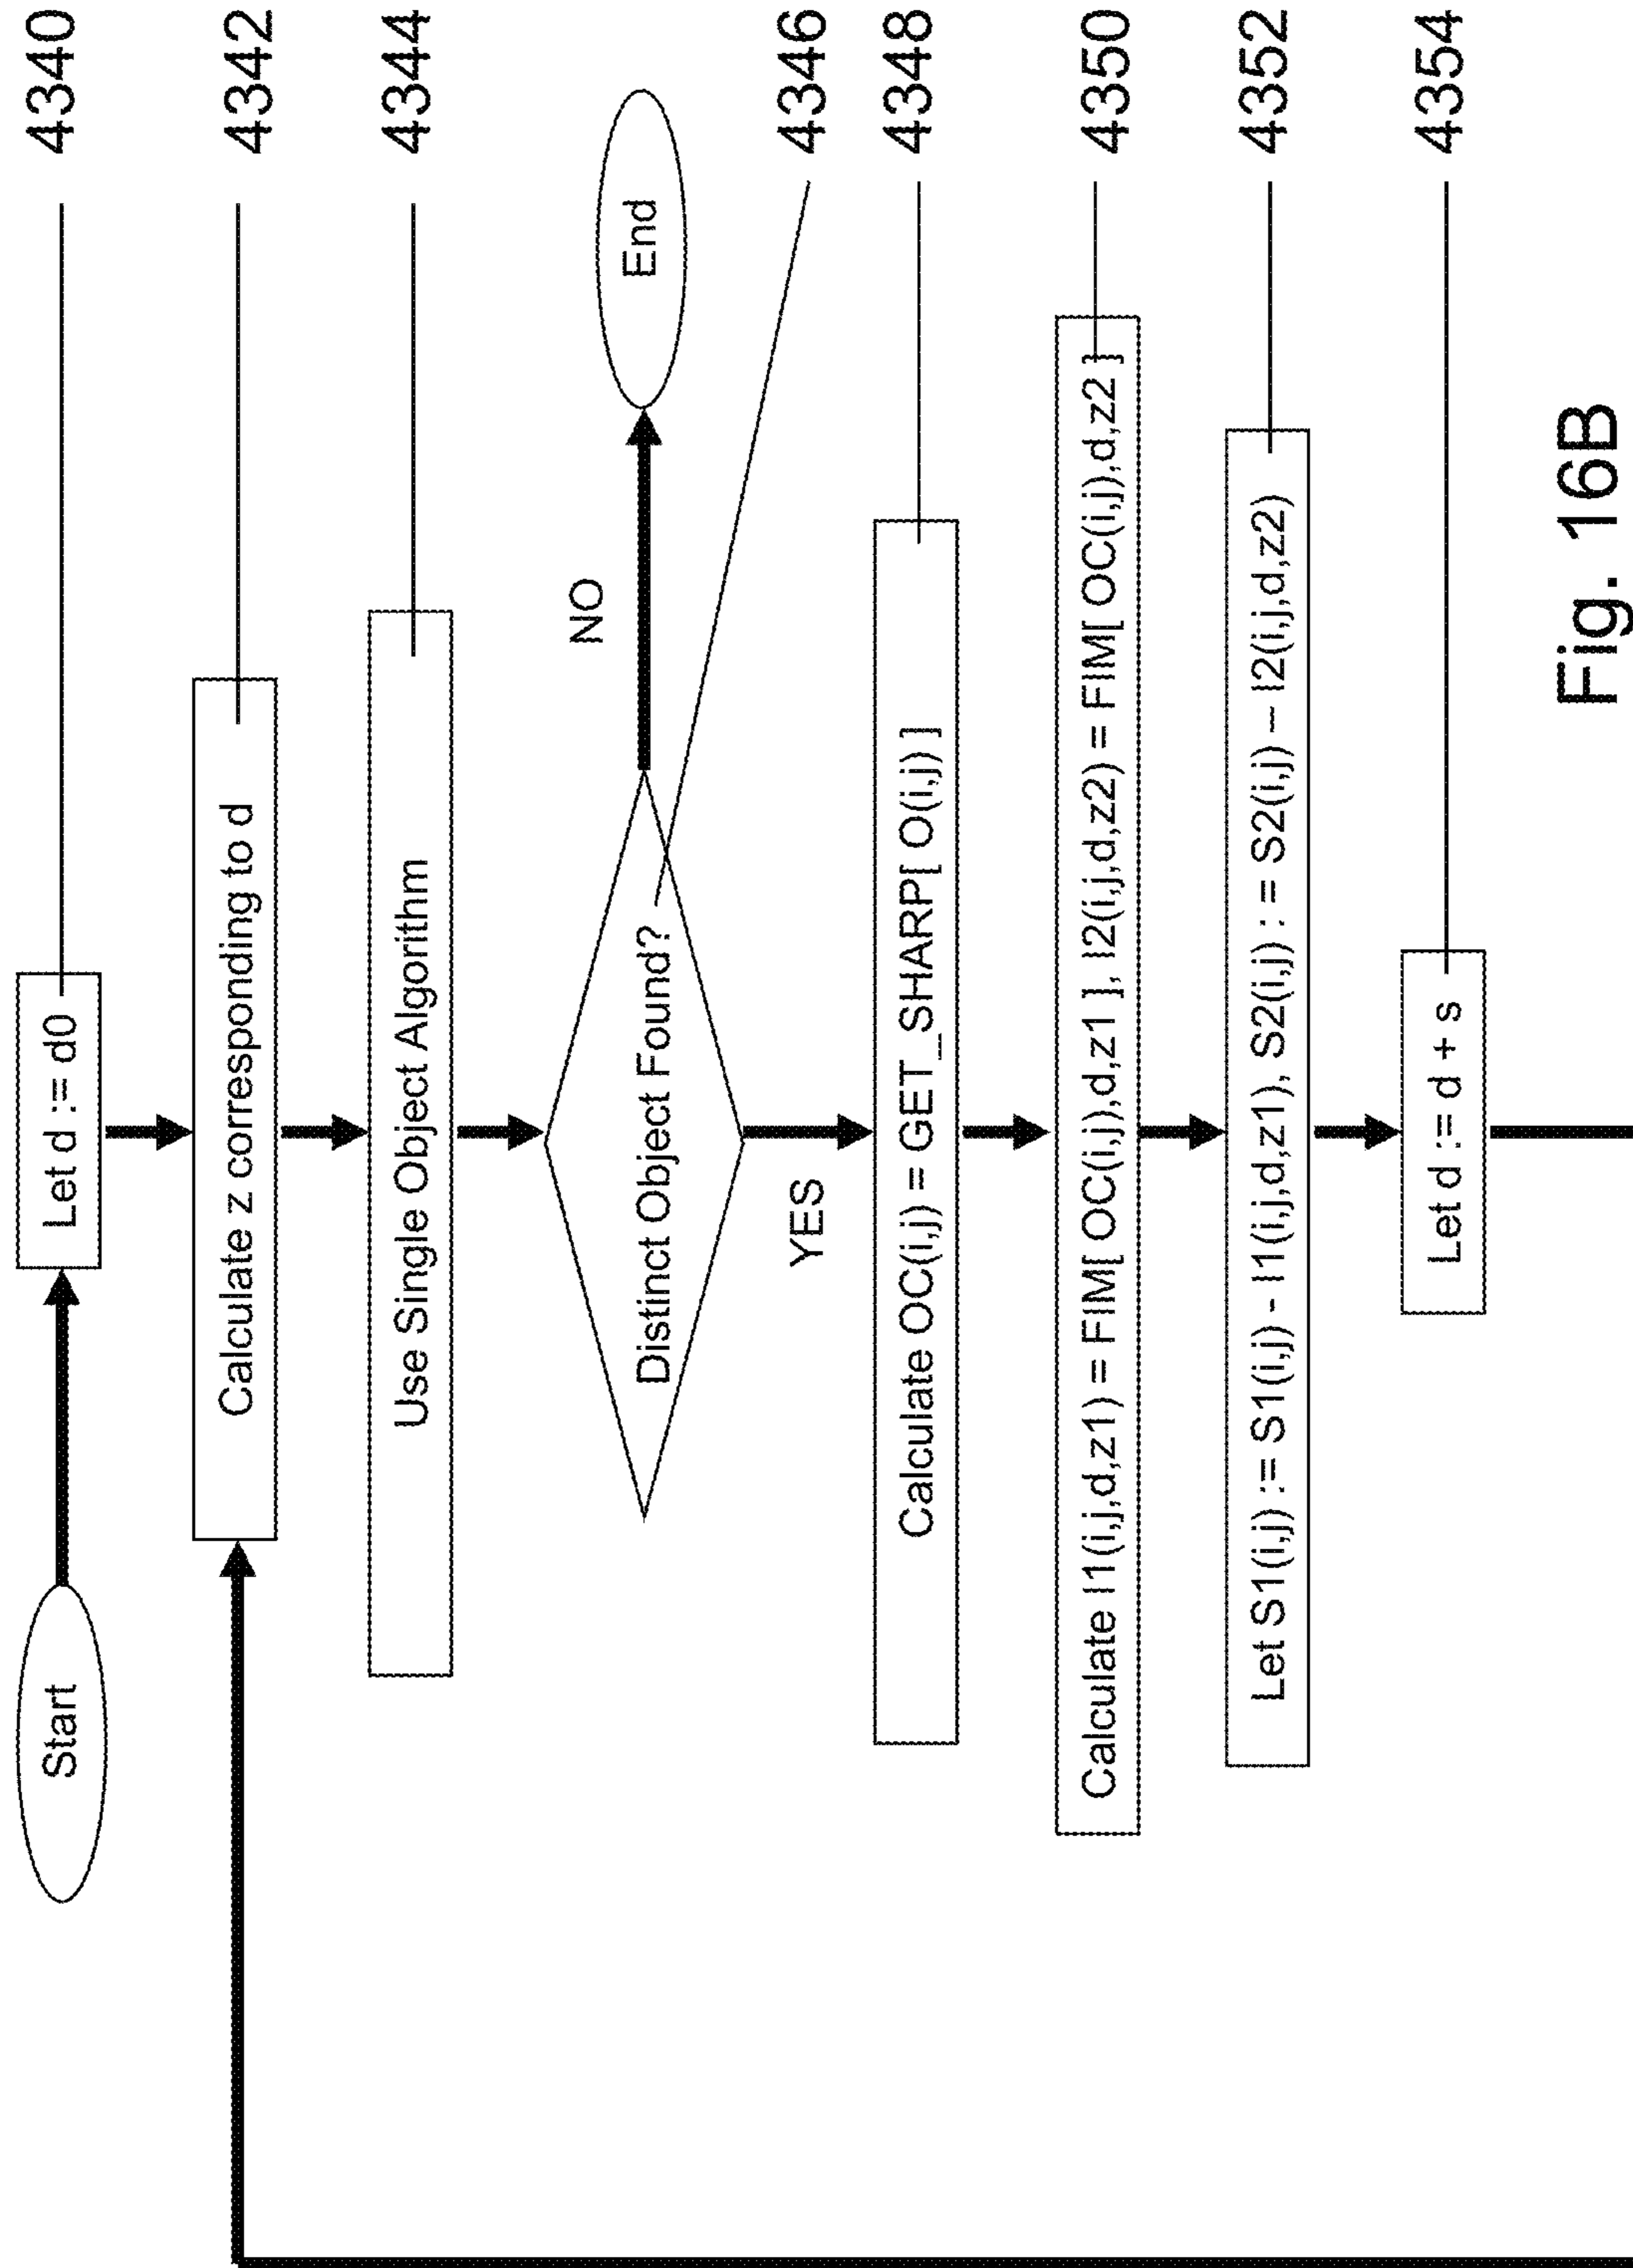 Start
Let d := d0
4340
Calculate z corresponding to d
4342
Use Single Object Algorithm
4344
Distinct Object Found?
NO
End
4346
YES
Calculate OC(i,j) = GET_SHARP[ O(i,j) ]
4348
Calculate I1(i,j,d,z1) = FIM[ OC(i,j),d,z1 ], I2(i,j,d,z2) = FIM[ OC(i,j),d,z2 ]
4350
Let S1(i,j) := S1(i,j) - I1(i,j,d,z1), S2(i,j) : = S2(i,j) – I2(i,j,d,z2)
4352
Let d := d + s
4354
Fig. 16B